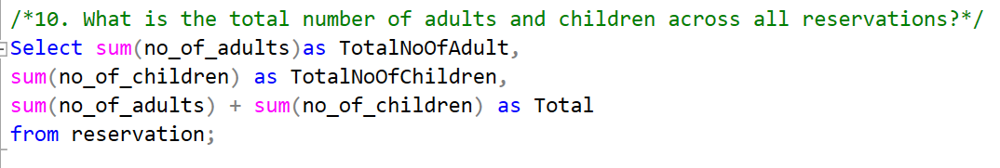 /*10. What is the total number of adults and children across all reservations?*/
Select sum(no_of_adults)as TotalNoOfAdult,
sum(no_of_children) as TotalNoOfChildren,
sum(no_of_adults) + sum(no_of_children) as Total
from reservation;